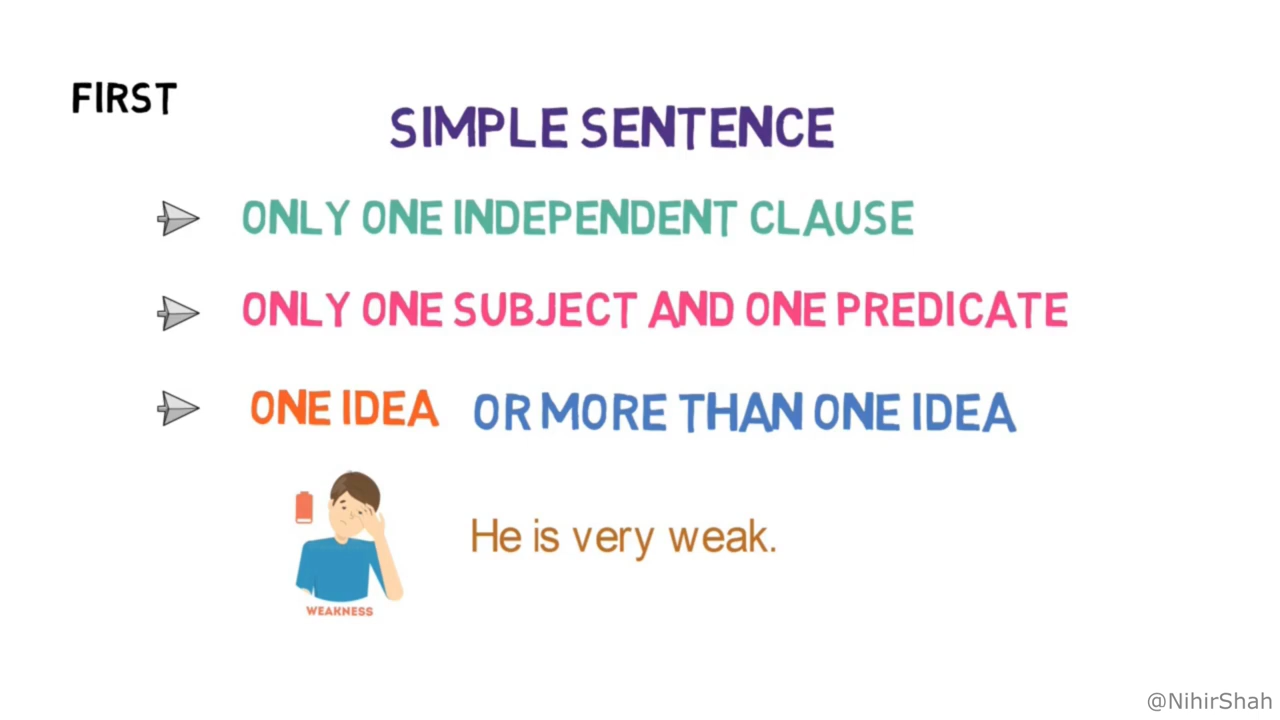 FIRST
SIMPLE SENTENCE
ONLY ONE INDEPENDENT CLAUSE
ONLY ONE SUBJECT AND ONE PREDICATE
ONE IDEA OR MORE THAN ONE IDEA
He is very weak.
WEAKNESS
@NihirShah